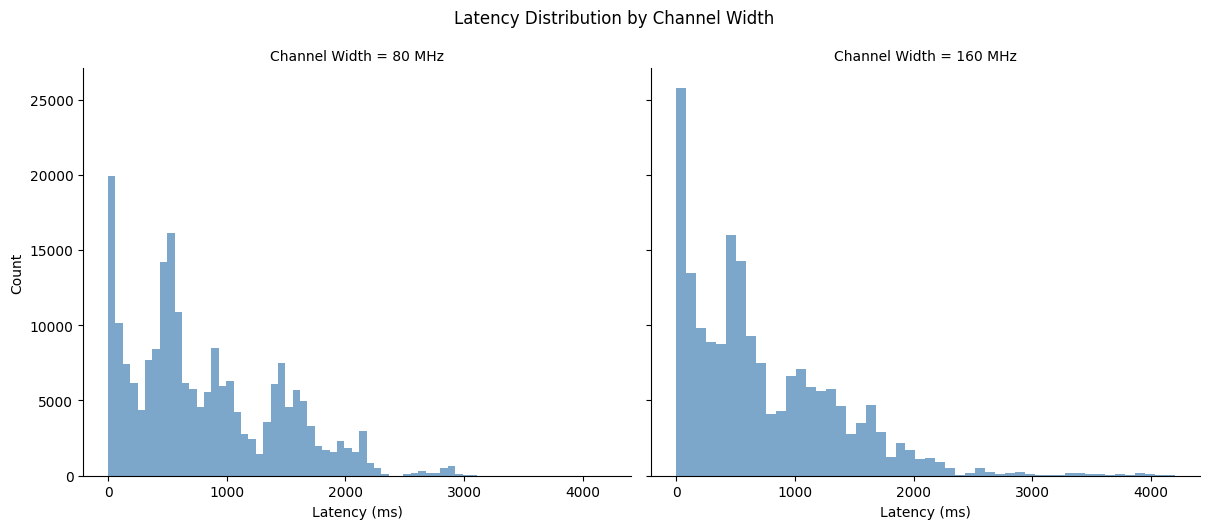 Latency Distribution by Channel Width
Channel Width = 80 MHz
Channel Width = 160 MHz
25000
20000
15000
10000
5000
0
Count
0 1000 2000 3000 4000
0 1000 2000 3000 4000
Latency (ms)
Latency (ms)